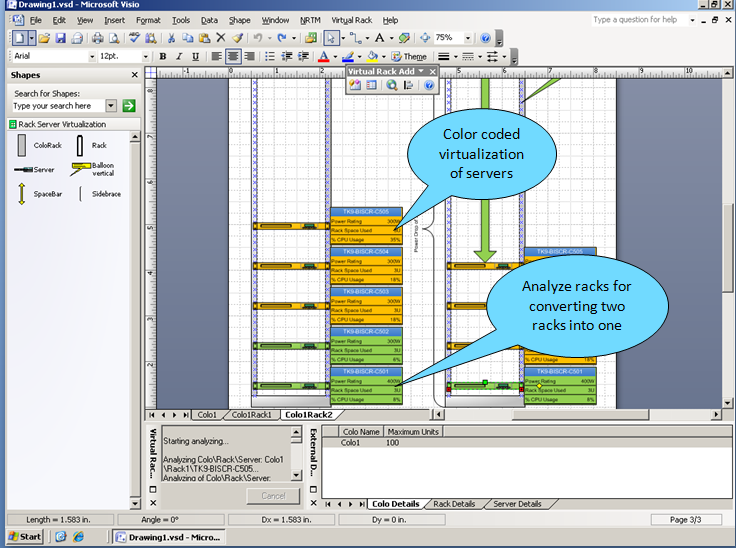 Drawing1.vsd - Microsoft Visio
File Edit View Insert Format Tools Data Shape Window NRTM Virtual Rack Help
Type a question for help
75%
Arial 12pt.
B I U
Theme
Shapes
Search for Shapes:
Type your search here
Rack Server Virtualization
ColoRack
Rack
Server
Balloon vertical
SpaceBar
Sidebrace
Virtual Rack Add
Color coded
virtualization
of servers
TK9-BISCR-C505
Power Rating 300W
Rack Space Used 3U
% CPU Usage 35%
TK9-BISCR-C504
Power Rating 300W
Rack Space Used 3U
% CPU Usage 18%
TK9-BISCR-C503
Power Rating 300W
Rack Space Used 3U
% CPU Usage 18%
TK9-BISCR-C502
Power Rating 300W
Rack Space Used 3U
% CPU Usage 6%
TK9-BISCR-C501
Power Rating 400W
Rack Space Used 3U
% CPU Usage 8%
Power Drop of
Analyze racks for
converting two
racks into one
% CPU Usage 18%
TK9-BISCR-C501
Power Rating 400W
Rack Space Used 3U
% CPU Usage 8%
Colo1 Colo1Rack1 Colo1Rack2
Virtual Rac...
Starting analyzing...
Analyzing Colo\Rack\Server: Colo1
\Rack1\TK9-BISCR-C505...
Analyzing of Colo\Rack\Server:
Cancel
External D...
Colo Name Maximum Units
Colo1 100
Colo Details Rack Details Server Details
Length = 1.583 in. Angle = 0° Dx = 1.583 in. Dy = 0 in. Page 3/3
Start
Drawing1.vsd - Micro...